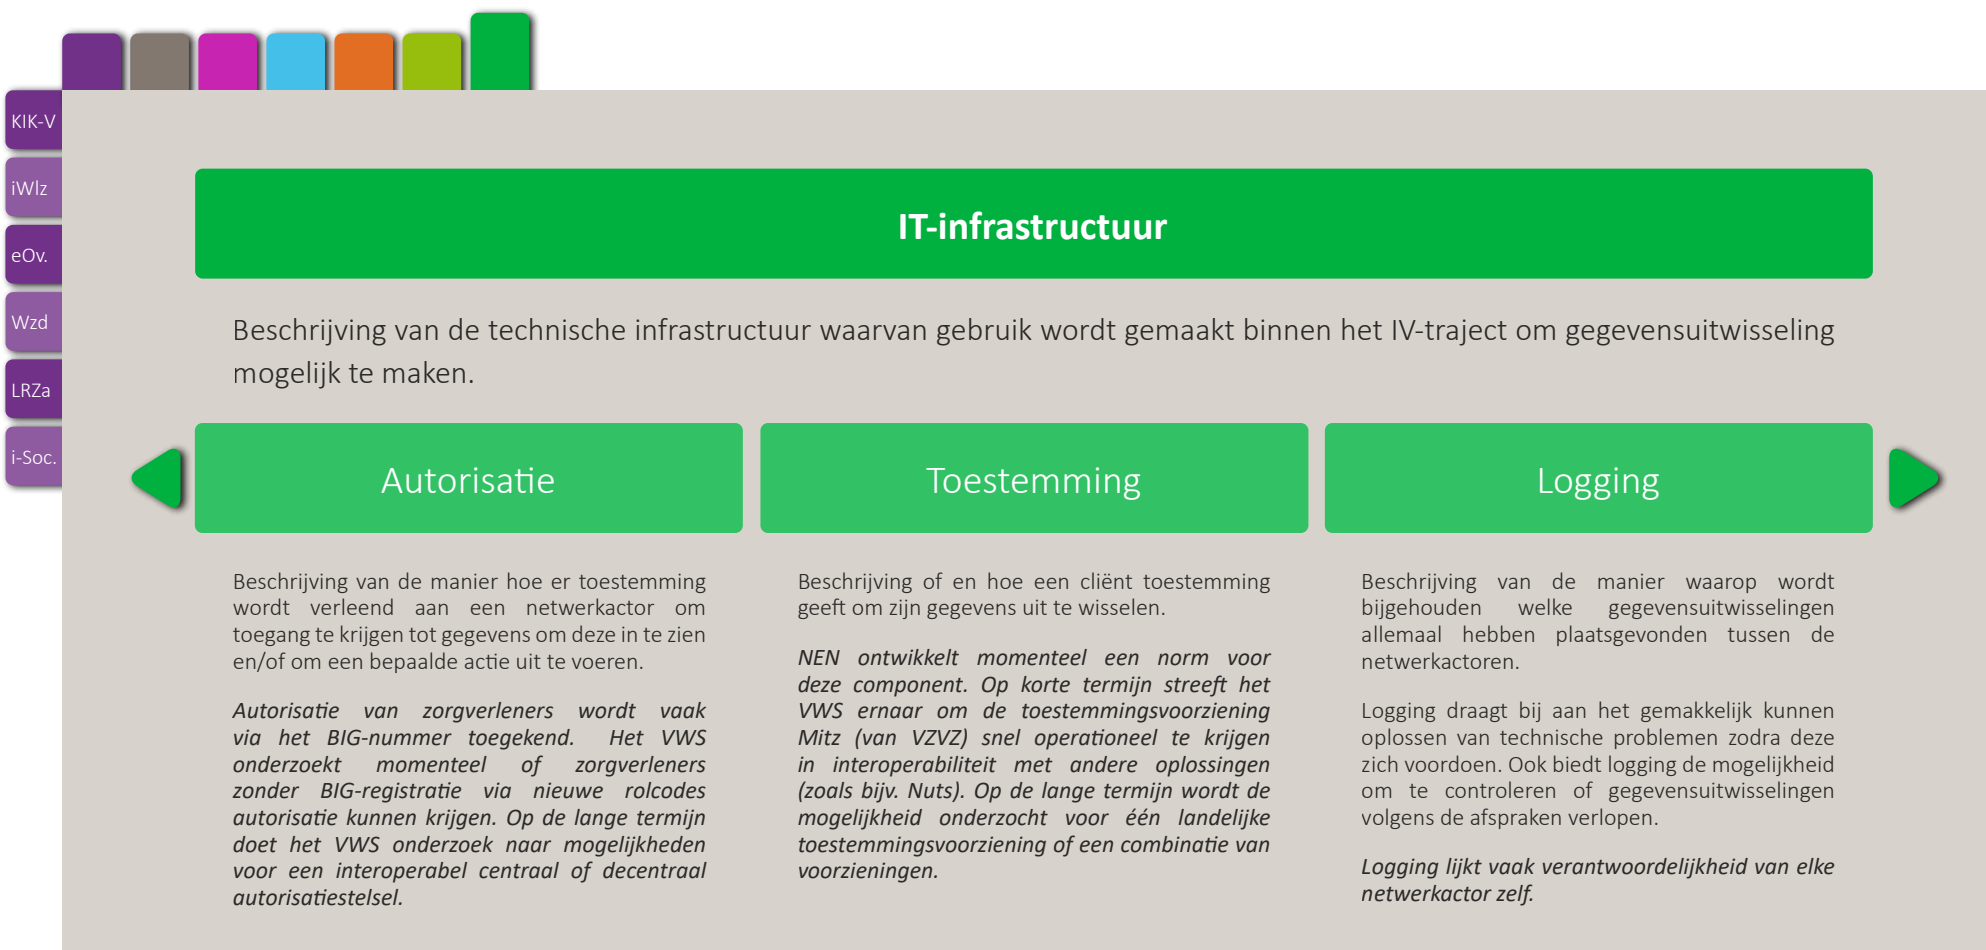 KIK-V
iWlz
eOv.
Wzd
LRZa
i-Soc.
IT-infrastructuur
Beschrijving van de technische infrastructuur waarvan gebruik wordt gemaakt binnen het IV-traject om gegevensuitwisseling
mogelijk te maken.
Autorisatie
Beschrijving van de manier hoe er toestemming
wordt verleend aan een netwerkactor om
toegang te krijgen tot gegevens om deze in te zien
en/of om een bepaalde actie uit te voeren.
Autorisatie van zorgverleners wordt vaak
via het BIG-nummer toegekend. Het VWS
onderzoekt momenteel of zorgverleners
zonder BIG-registratie via nieuwe rolcodes
autorisatie kunnen krijgen. Op de lange termijn
doet het VWS onderzoek naar mogelijkheden
voor een interoperabel centraal of decentraal
autorisatiestelsel.
Toestemming
Beschrijving of en hoe een cliënt toestemming
geeft om zijn gegevens uit te wisselen.
NEN ontwikkelt momenteel een norm voor
deze component. Op korte termijn streeft het
VWS ernaar om de toestemmingsvoorziening
Mitz (van VZVZ) snel operationeel te krijgen
in interoperabiliteit met andere oplossingen
(zoals bijv. Nuts). Op de lange termijn wordt de
mogelijkheid onderzocht voor één landelijke
toestemmingsvoorziening of een combinatie van
voorzieningen.
Logging
Beschrijving van de manier waarop wordt
bijgehouden welke gegevensuitwisselingen
allemaal hebben plaatsgevonden tussen de
netwerkactoren.
Logging draagt bij aan het gemakkelijk kunnen
oplossen van technische problemen zodra deze
zich voordoen. Ook biedt logging de mogelijkheid
om te controleren of gegevensuitwisselingen
volgens de afspraken verlopen.
Logging lijkt vaak verantwoordelijkheid van elke
netwerkactor zelf.